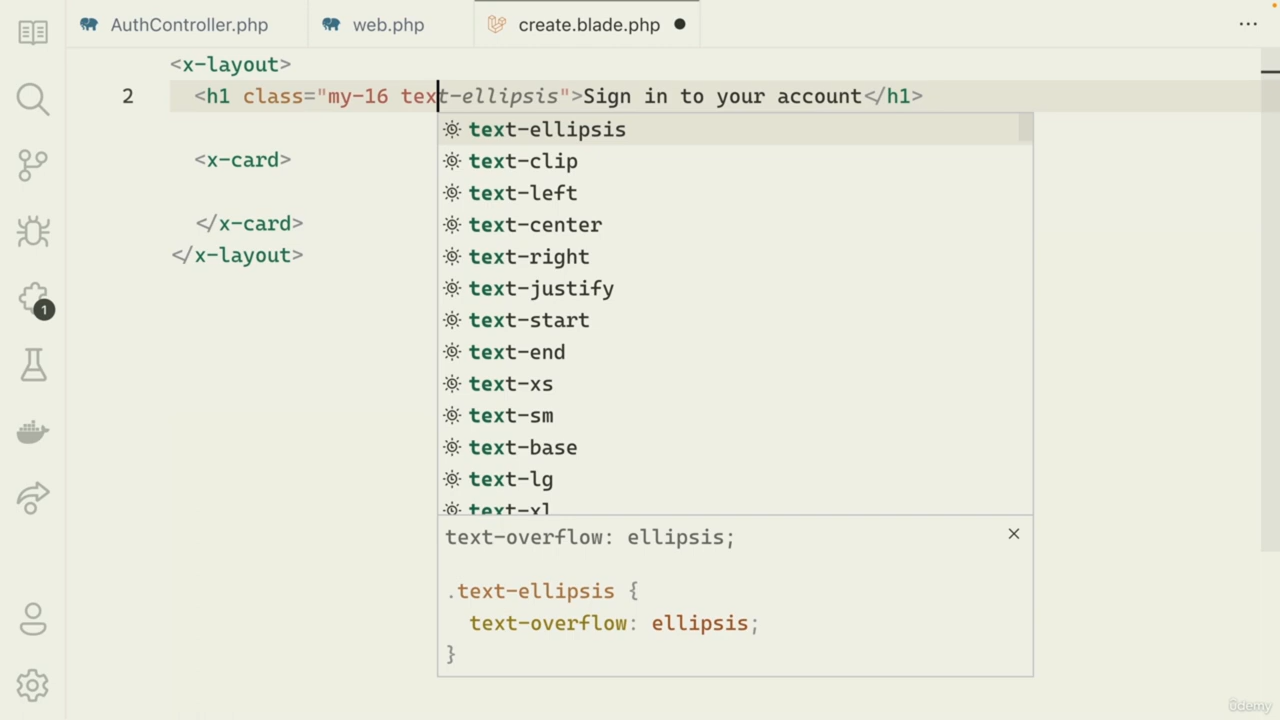 AuthController.php
web.php
create.blade.php
<x-layout>
2
<h1 class="my-16 text-ellipsis">Sign in to your account</h1>
<x-card>
</x-card>
</x-layout>
1
text-ellipsis
text-clip
text-left
text-center
text-right
text-justify
text-start
text-end
text-xs
text-sm
text-base
text-lg
text-xl
text-overflow: ellipsis;
.text-ellipsis {
text-overflow: ellipsis;
}
ûdemy